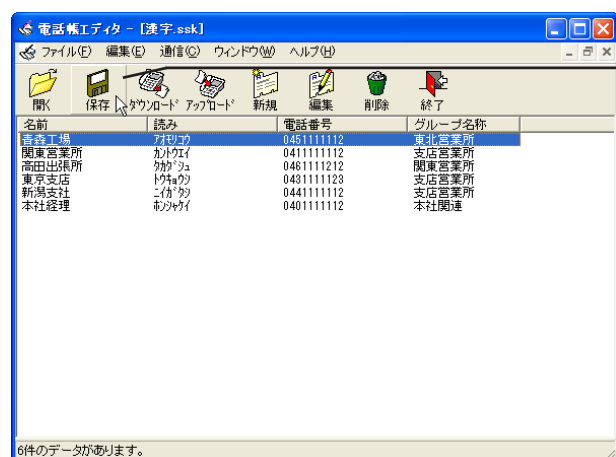 電話帳エディタ - [漢字.ssk]
ファイル(F) 編集(E) 通信(C) ウィンドウ(W) ヘルプ(H)
開く 保存 ﾀﾞｳﾝﾛｰﾄﾞ ｱｯﾌﾟﾛｰﾄﾞ 新規 編集 削除 終了
名前 読み 電話番号 グループ名称
青森工場 ｱｵﾓﾘｺｳ 0451111112 東北営業所
関東営業所 ｶﾝﾄｳｴｲ 0411111112 支店営業所
高田出張所 ﾀｶﾀﾞｼｭ 0461111212 関東営業所
東京支店 ﾄｳｷｮｳｼ 0431111123 支店営業所
新潟支社 ﾆｲｶﾞﾀｼ 0441111112 支店営業所
本社経理 ﾎﾝｼｬｹｲ 0401111112 本社関連
6件のデータがあります。